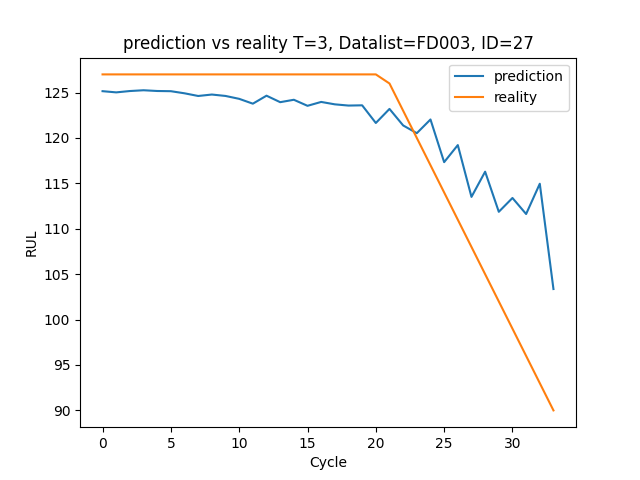 prediction vs reality T=3, Datalist=FD003, ID=27
prediction
reality
RUL
125
120
115
110
105
100
95
90
0 5 10 15 20 25 30
Cycle